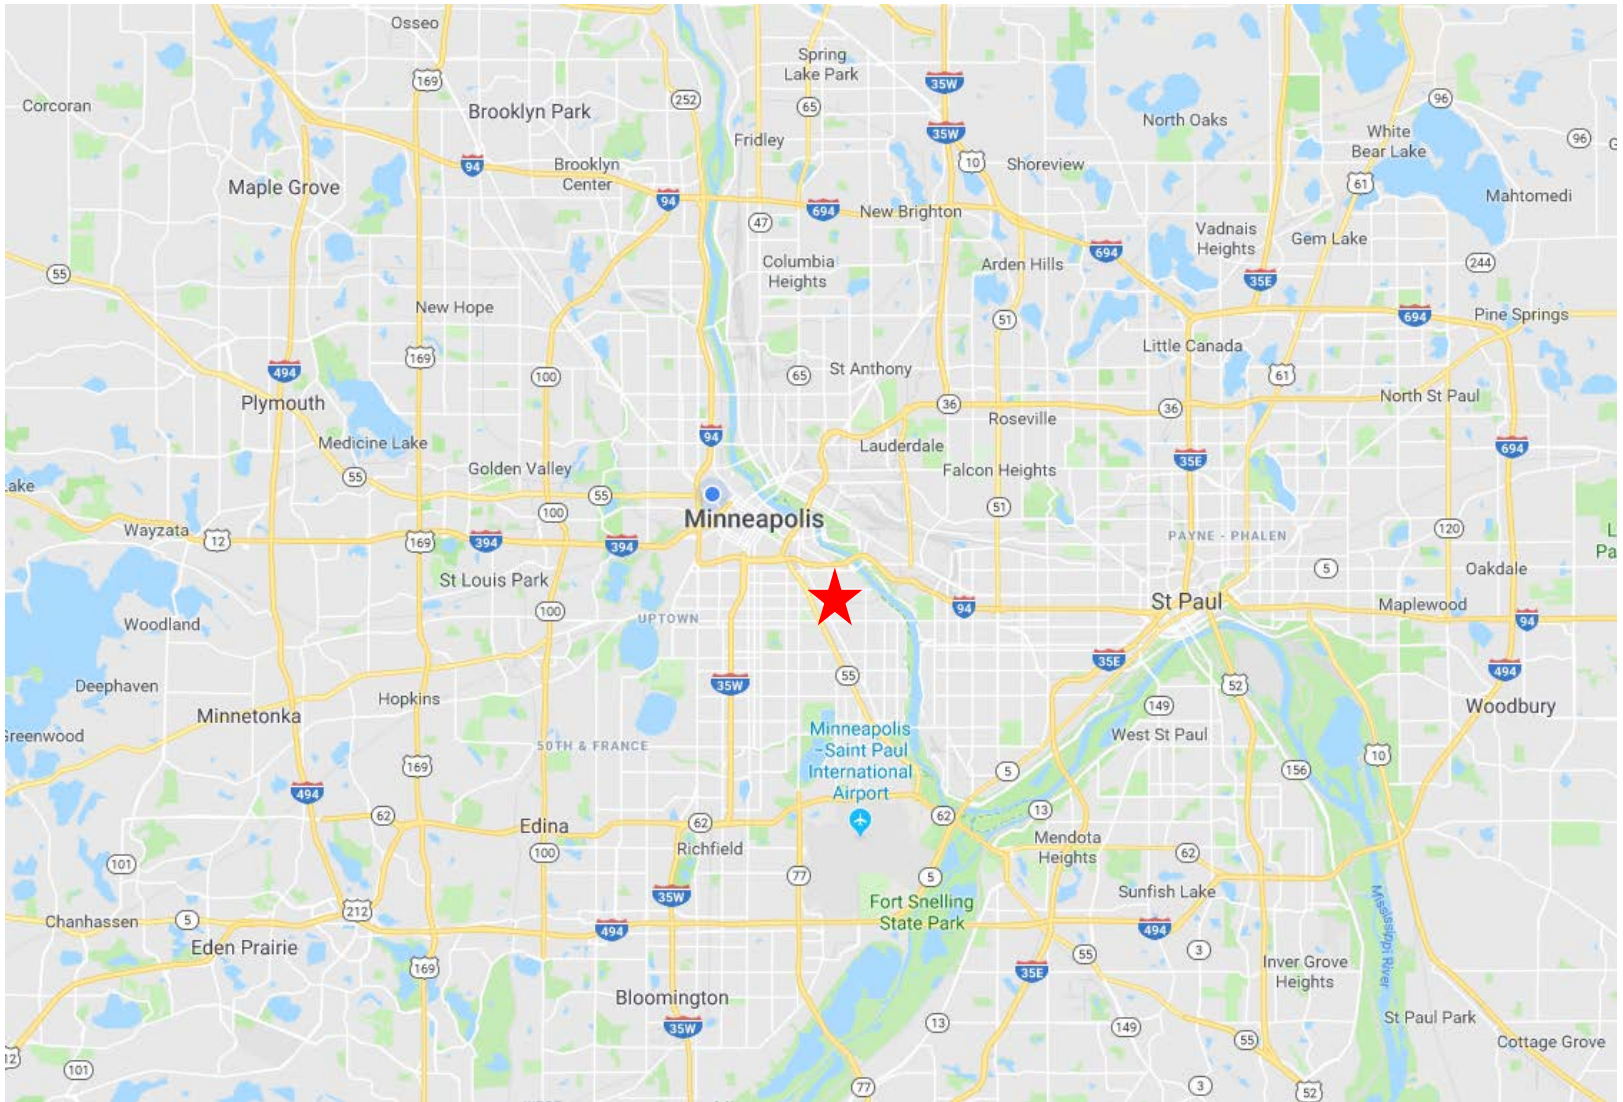 Osseo
Spring
Lake Park
169
35W
Corcoran
Brooklyn Park
252
65
96
North Oaks
White
Bear Lake
35W
Fridley
96
G
94
Brooklyn
Center
10
Shoreview
Maple Grove
61
Mahtomedi
94
694
New Brighton
47
Vadnais
Heights
Gem Lake
694
55
Columbia
Heights
Arden Hills
244
35E
New Hope
51
694
Pine Springs
169
Little Canada
494
100
65
St Anthony
61
Plymouth
36
36
North St Paul
Roseville
Medicine Lake
94
Lauderdale
694
Golden Valley
Falcon Heights
35E
55
ake
55
100
51
Minneapolis
Wayzata
12
169
394
394
PAYNE - PHALEN
120
L
Pa
St Louis Park
5
Oakdale
100
UPTOWN
94
St Paul
Maplewood
94
Woodland
35E
494
Deephaven
35W
55
52
Hopkins
149
Woodbury
Minnetonka
Greenwood
50TH & FRANCE
Minneapolis
-Saint Paul
International
Airport
West St Paul
10
169
5
156
494
62
62
62
13
Edina
Richfield
Mendota
Heights
100
62
101
77
5
Sunfish Lake
35W
Fort Snelling
State Park
Chanhassen
5
212
494
494
Eden Prairie
55
3
Mississippi River
169
35E
Inver Grove
Heights
Bloomington
35W
13
149
St Paul Park
55
Cottage Grove
12
101
77
3
52